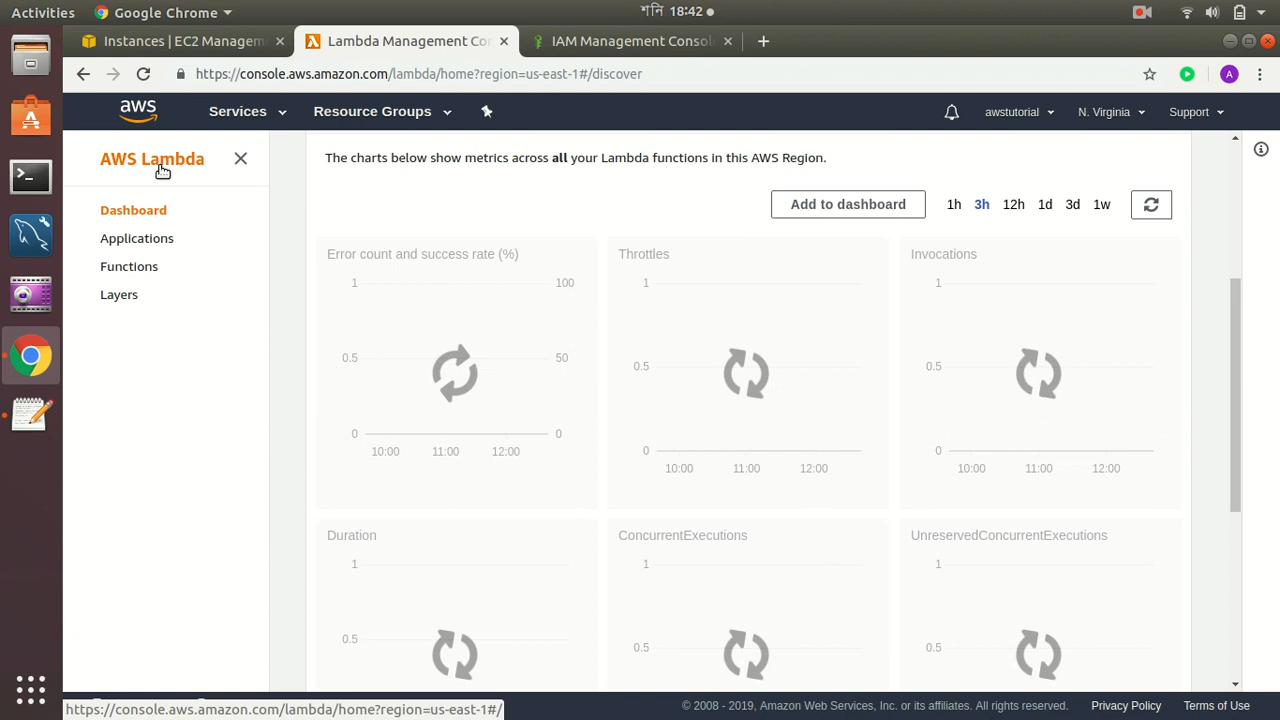 Activities Google Chrome শনি 18:42
Instances | EC2 Managem Lambda Management Co IAM Management Consol
https://console.aws.amazon.com/lambda/home?region=us-east-1#/discover A
aws Services Resource Groups awstutorial N. Virginia Support
AWS Lambda
Dashboard
Applications
Functions
Layers
The charts below show metrics across all your Lambda functions in this AWS Region.
Add to dashboard 1h 3h 12h 1d 3d 1w
Error count and success rate (%)
1 100
0.5 50
0 0
10:00 11:00 12:00
Throttles
1
0.5
0
10:00 11:00 12:00
Invocations
1
0.5
0
10:00 11:00 12:00
Duration
1
0.5
ConcurrentExecutions
1
0.5
UnreservedConcurrentExecutions
1
0.5
https://console.aws.amazon.com/lambda/home?region=us-east-1#/
© 2008 - 2019, Amazon Web Services, Inc. or its affiliates. All rights reserved. Privacy Policy Terms of Use